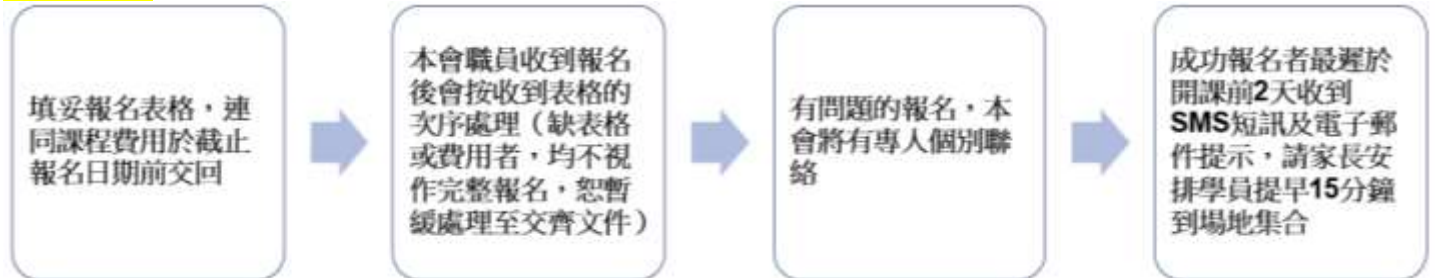 填妥報名表格，連
同課程費用於截止
報名日期前交回
本會職員收到報名
後會按收到表格的
次序處理（缺表格
或費用者，均不視
作完整報名，恕暫
緩處理至交齊文件）
有問題的報名，本
會將有專人個別聯
絡
成功報名者最遲於
開課前2天收到
SMS短訊及電子郵
件提示，請家長安
排學員提早15分鐘
到場地集合